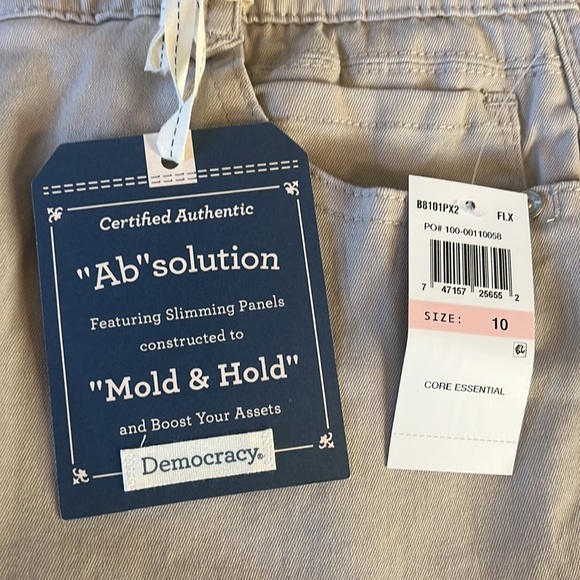 Certified Authentic
"Ab"solution
Featuring Slimming Panels
constructed to
"Mold & Hold"
and Boost Your Assets
Democracy®
B8101PX2 FLX
PO# 100-00110058
7 47157 25655 2
SIZE: 10
CORE ESSENTIAL